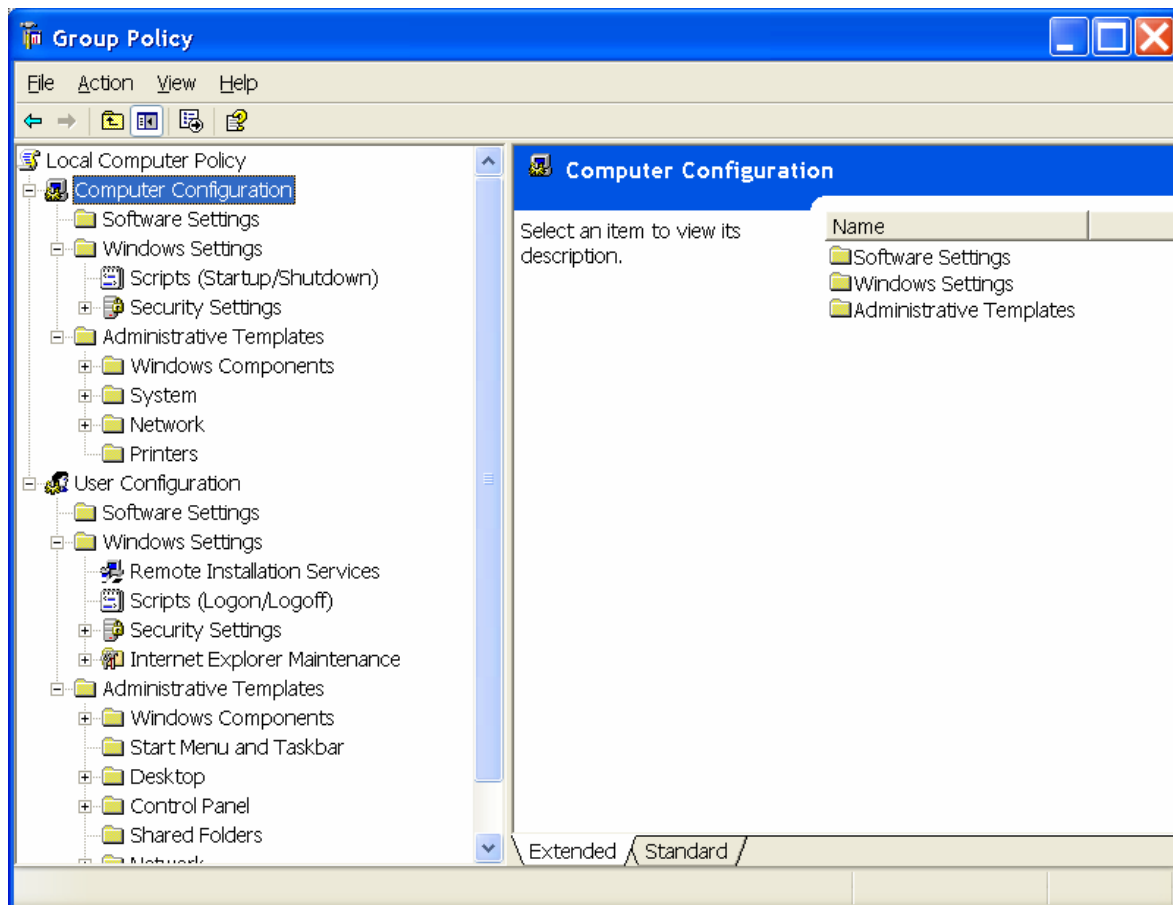 Group Policy
File Action View Help
Local Computer Policy
Computer Configuration
Software Settings
Windows Settings
Scripts (Startup/Shutdown)
Security Settings
Administrative Templates
Windows Components
System
Network
Printers
User Configuration
Software Settings
Windows Settings
Remote Installation Services
Scripts (Logon/Logoff)
Security Settings
Internet Explorer Maintenance
Administrative Templates
Windows Components
Start Menu and Taskbar
Desktop
Control Panel
Shared Folders
Network
Computer Configuration
Select an item to view its
description.
Name
Software Settings
Windows Settings
Administrative Templates
Extended Standard